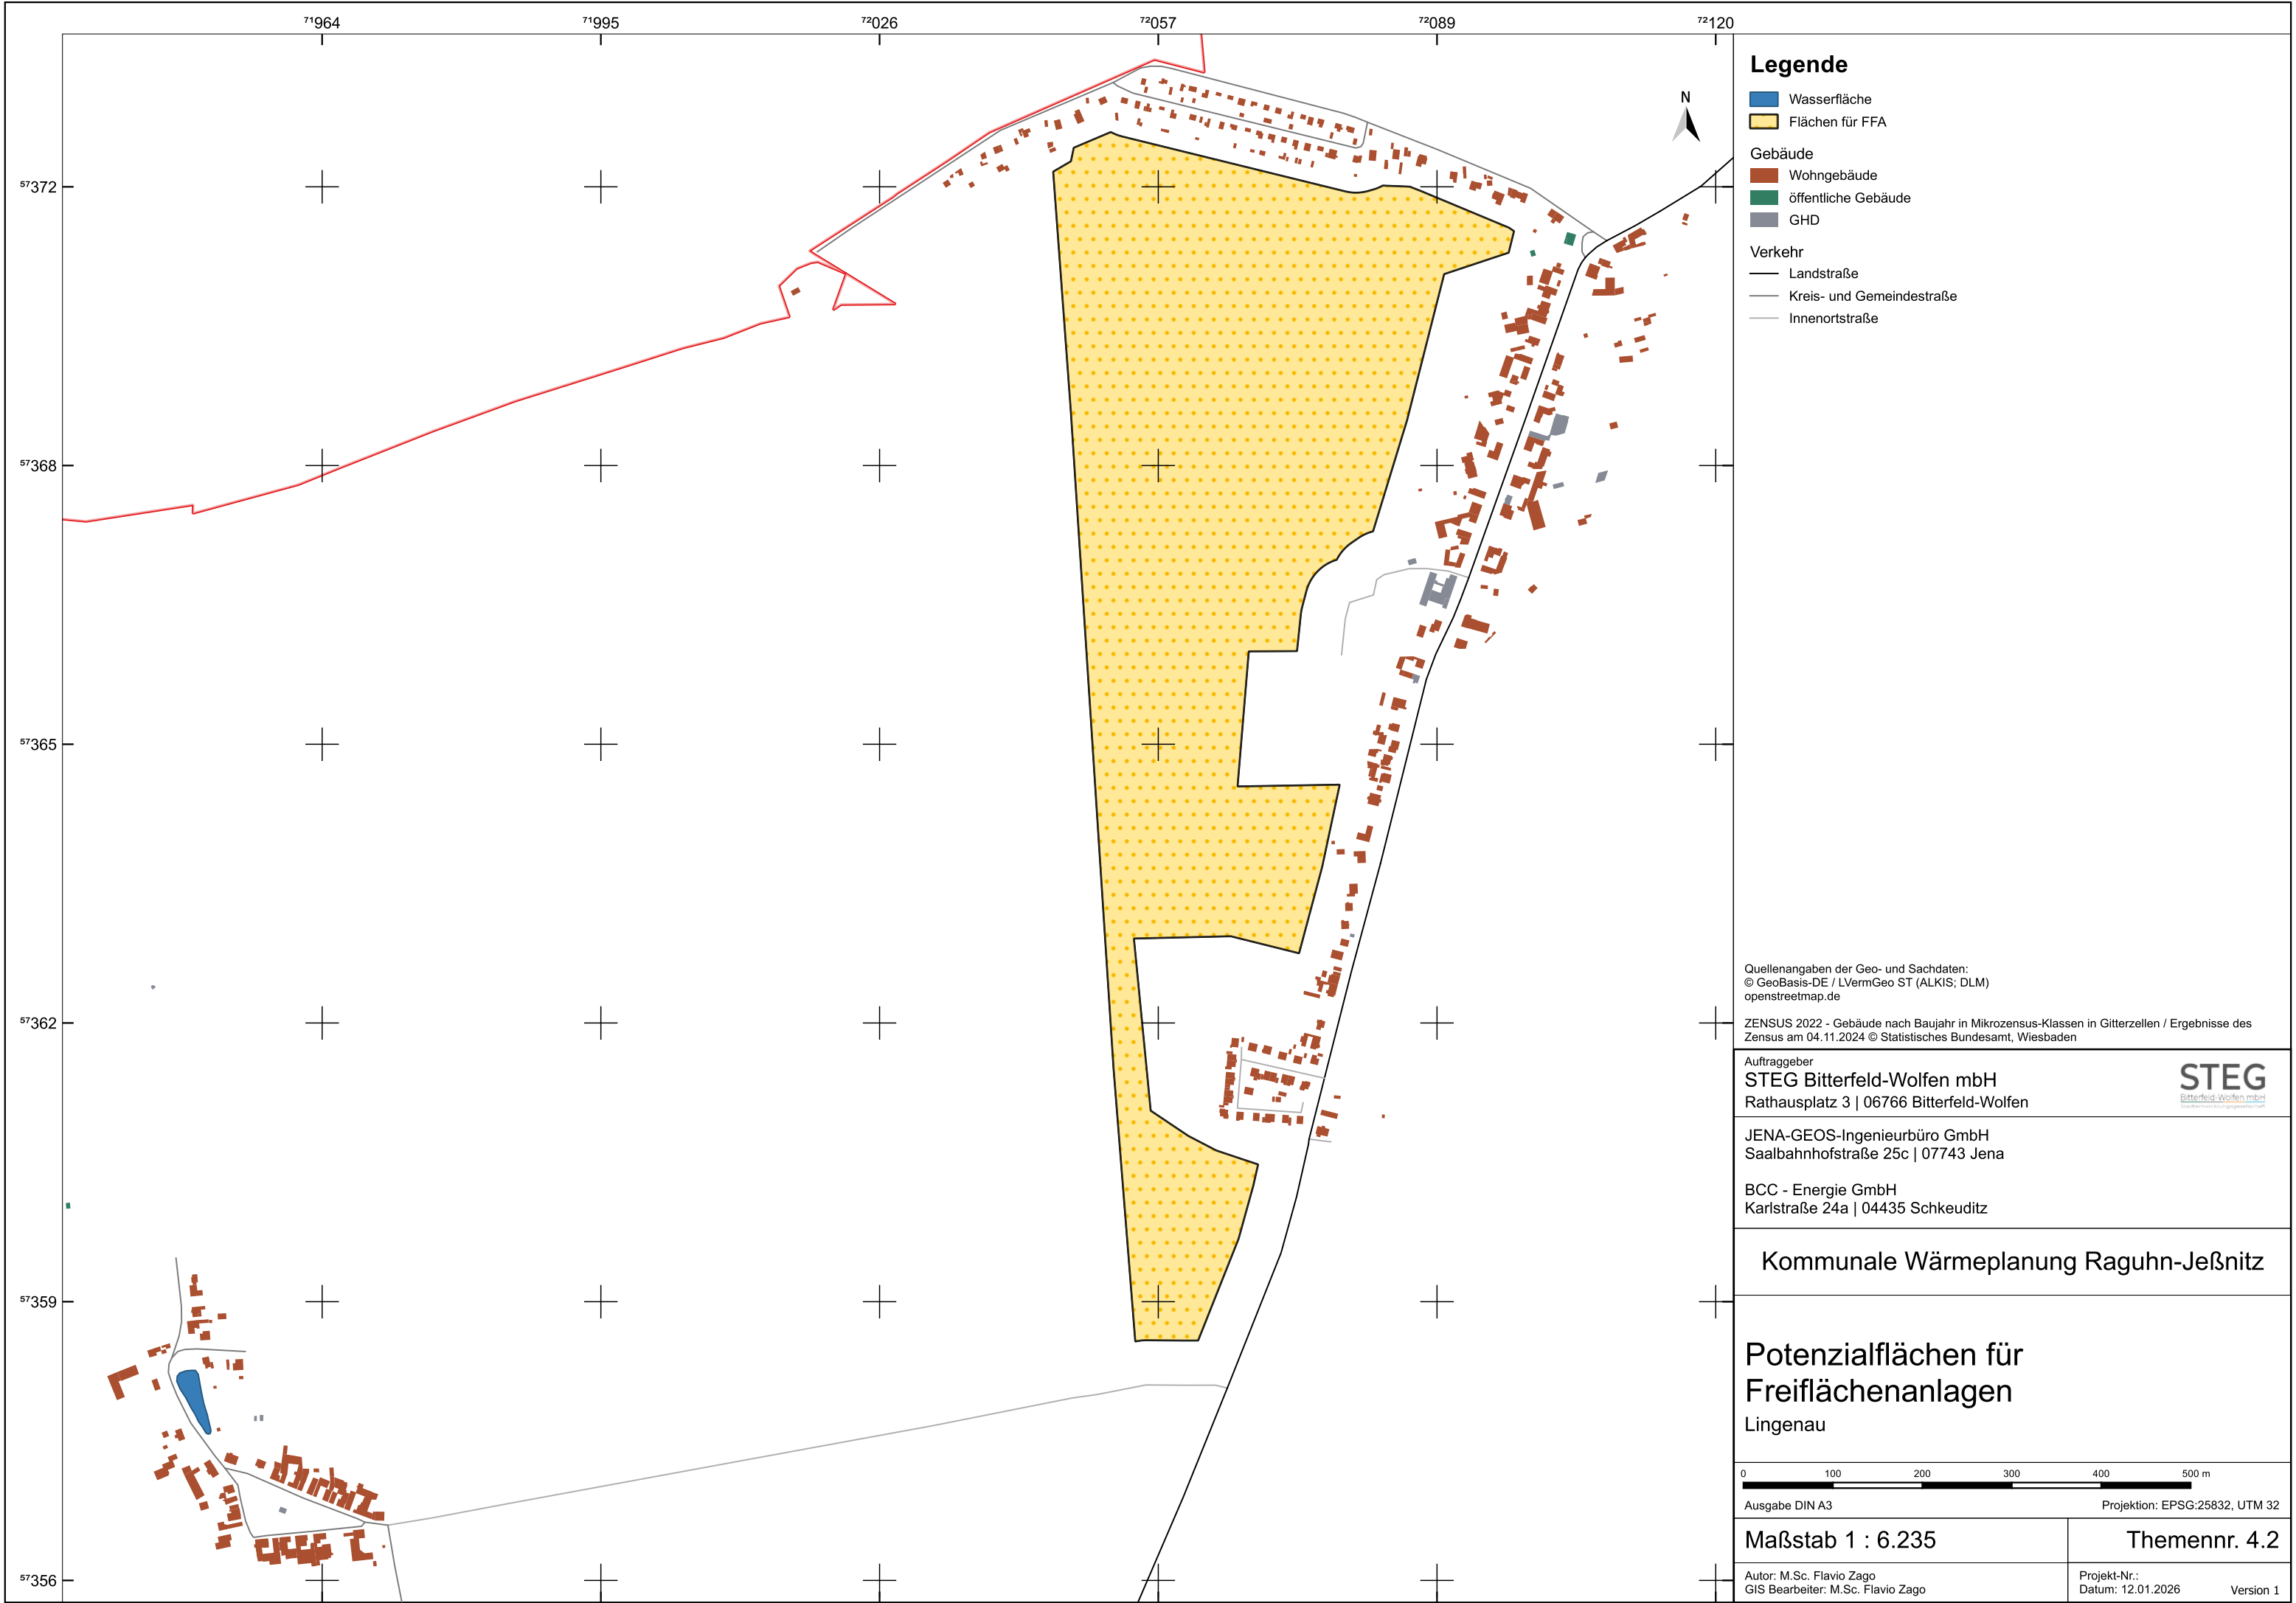 ⁷¹964
⁷¹995
⁷²026
⁷²057
⁷²089
⁷²120
⁵⁷372
⁵⁷368
⁵⁷365
⁵⁷362
⁵⁷359
⁵⁷356
N
Legende
Wasserfläche
Flächen für FFA
Gebäude
Wohngebäude
öffentliche Gebäude
GHD
Verkehr
Landstraße
Kreis- und Gemeindestraße
Innenortstraße
Quellenangaben der Geo- und Sachdaten:
© GeoBasis-DE / LVermGeo ST (ALKIS; DLM)
openstreetmap.de
ZENSUS 2022 - Gebäude nach Baujahr in Mikrozensus-Klassen in Gitterzellen / Ergebnisse des
Zensus am 04.11.2024 © Statistisches Bundesamt, Wiesbaden
Auftraggeber
STEG Bitterfeld-Wolfen mbH
Rathausplatz 3 | 06766 Bitterfeld-Wolfen
STEG
Bitterfeld-Wolfen mbH
JENA-GEOS-Ingenieurbüro GmbH
Saalbahnhofstraße 25c | 07743 Jena
BCC - Energie GmbH
Karlstraße 24a | 04435 Schkeuditz
Kommunale Wärmeplanung Raguhn-Jeßnitz
Potenzialflächen für
Freiflächenanlagen
Lingenau
0 100 200 300 400 500 m
Ausgabe DIN A3 Projektion: EPSG:25832, UTM 32
Maßstab 1 : 6.235 Themennr. 4.2
Autor: M.Sc. Flavio Zago
GIS Bearbeiter: M.Sc. Flavio Zago
Projekt-Nr.:
Datum: 12.01.2026 Version 1